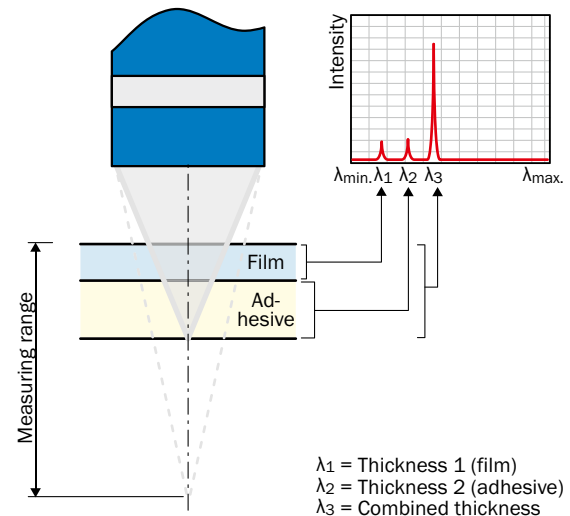 Intensity
λmin. λ1 λ2 λ3 λmax.
Film
Ad-
hesive
Measuring range
λ1 = Thickness 1 (film)
λ2 = Thickness 2 (adhesive)
λ3 = Combined thickness